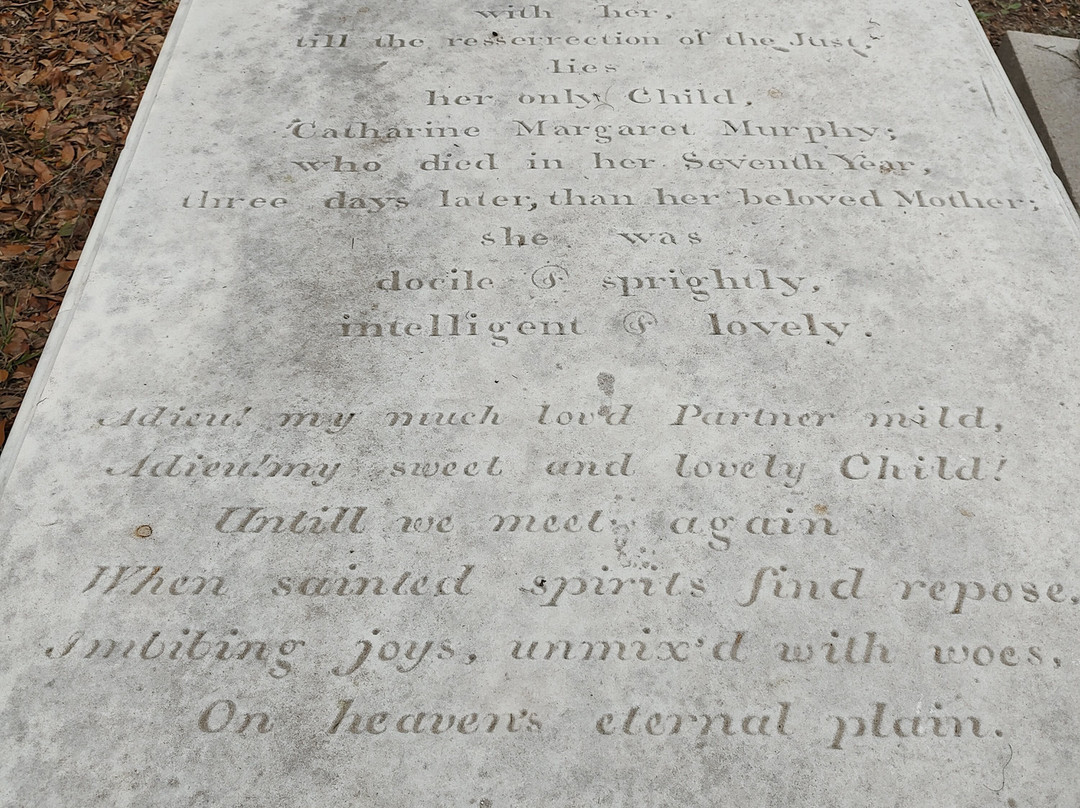 with her,
till the resserrection of the Just,
lies
her only Child,
Catharine Margaret Murphy;
who died in her Seventh Year,
three days later, than her beloved Mother;
she was
docile & sprightly,
intelligent & lovely.
Adieu! my much lov'd Partner mild,
Adieu! my sweet and lovely Child!
Untill we meet again
When sainted spirits find repose,
Imbibing joys, unmix'd with woes,
On heaven's eternal plain.